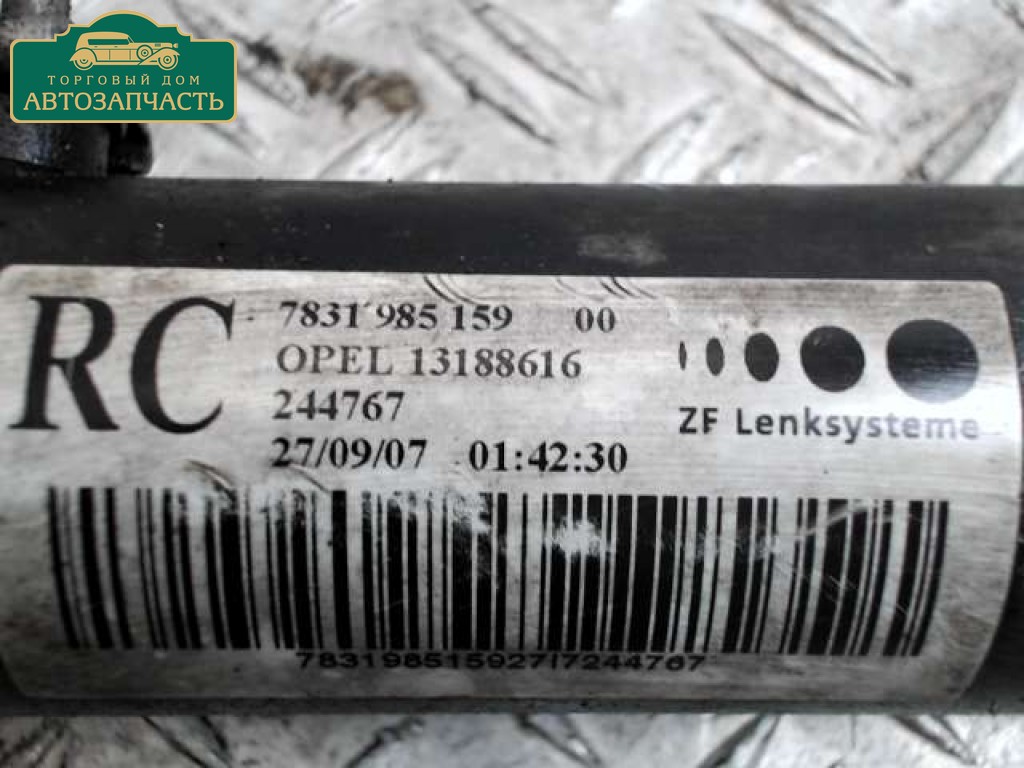 ТОРГОВЫЙ ДОМ
АВТОЗАПЧАСТЬ
RC
7831 985 159 00
OPEL 13188616
244767
27/09/07 01:42:30
ZF Lenksysteme
783198515927I7244767